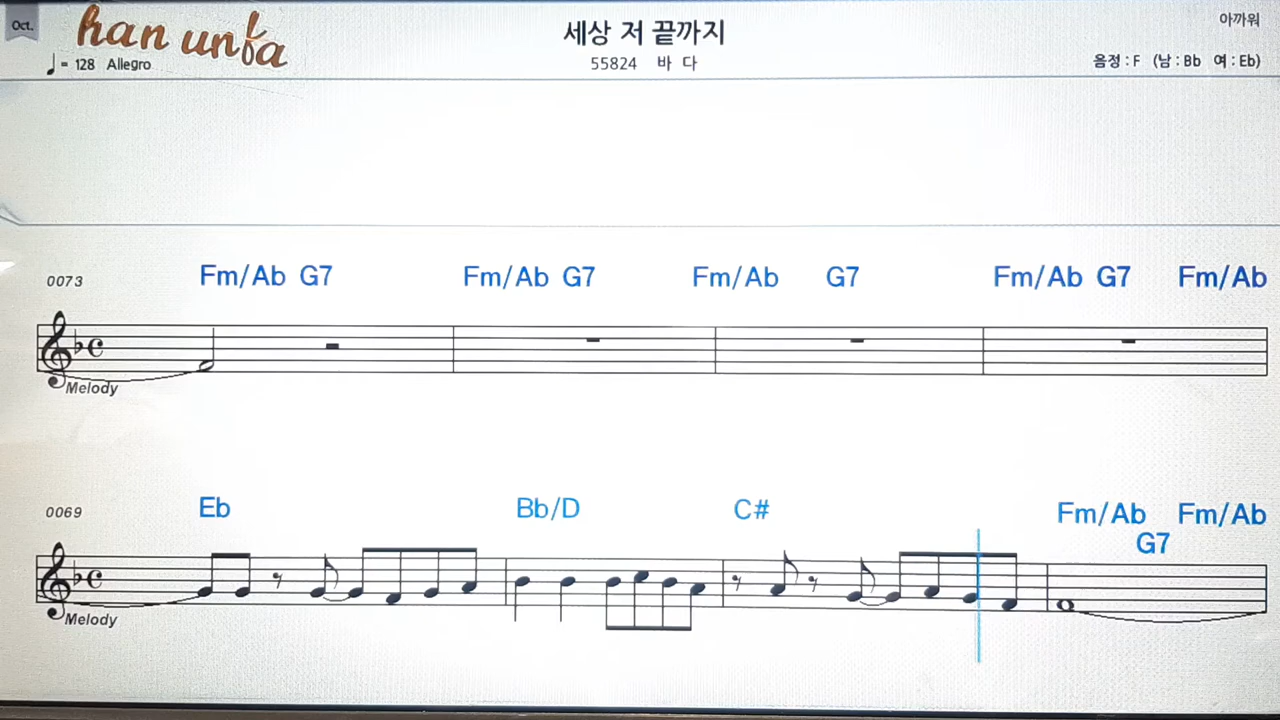 Oct.
han unfa
세상 저 끝까지
아까워
= 128 Allegro
55824 바 다
음정 : F (남 : Bb 여 : Eb)
0073
Fm/Ab G7 Fm/Ab G7 Fm/Ab G7 Fm/Ab G7 Fm/Ab
Melody
0069
Eb Bb/D C# Fm/Ab Fm/Ab
G7
Melody